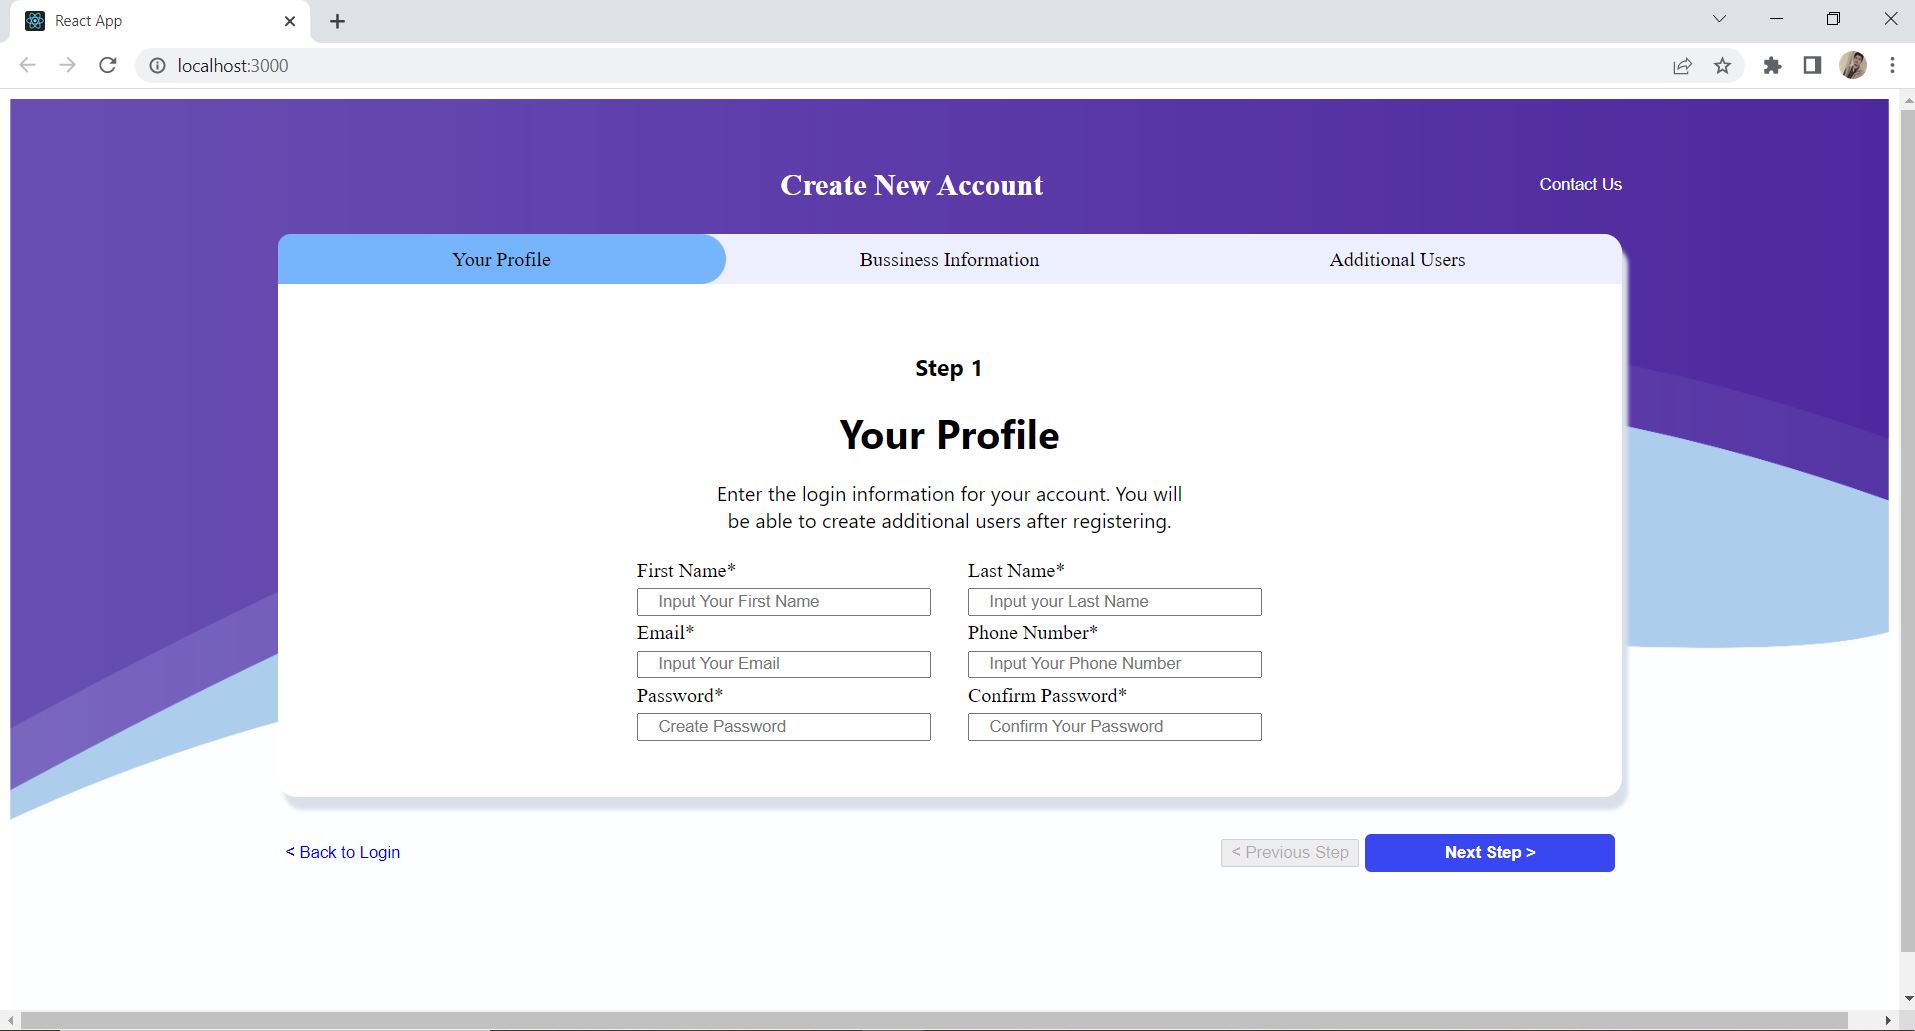 React App
localhost:3000
Create New Account
Contact Us
Your Profile
Bussiness Information
Additional Users
Step 1
Your Profile
Enter the login information for your account. You will
be able to create additional users after registering.
First Name*
Last Name*
Input Your First Name
Input your Last Name
Email*
Phone Number*
Input Your Email
Input Your Phone Number
Password*
Confirm Password*
Create Password
Confirm Your Password
< Back to Login
< Previous Step
Next Step >